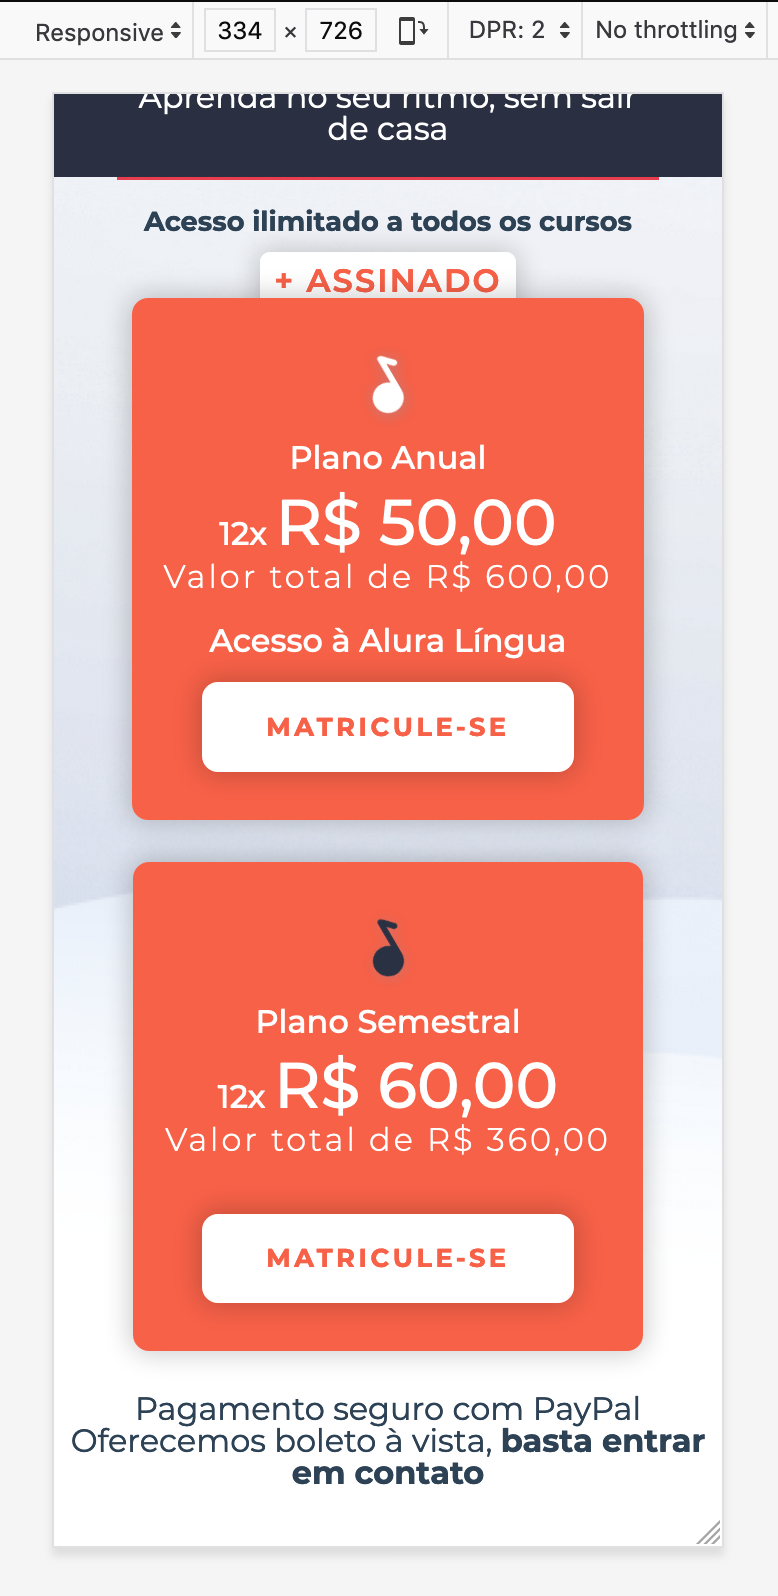 Responsive 334 × 726 DPR: 2 No throttling
Aprenda no seu ritmo, sem sair
de casa
Acesso ilimitado a todos os cursos
+ ASSINADO
Plano Anual
12x R$ 50,00
Valor total de R$ 600,00
Acesso à Alura Língua
MATRICULE-SE
Plano Semestral
12x R$ 60,00
Valor total de R$ 360,00
MATRICULE-SE
Pagamento seguro com PayPal
Oferecemos boleto à vista, basta entrar
em contato